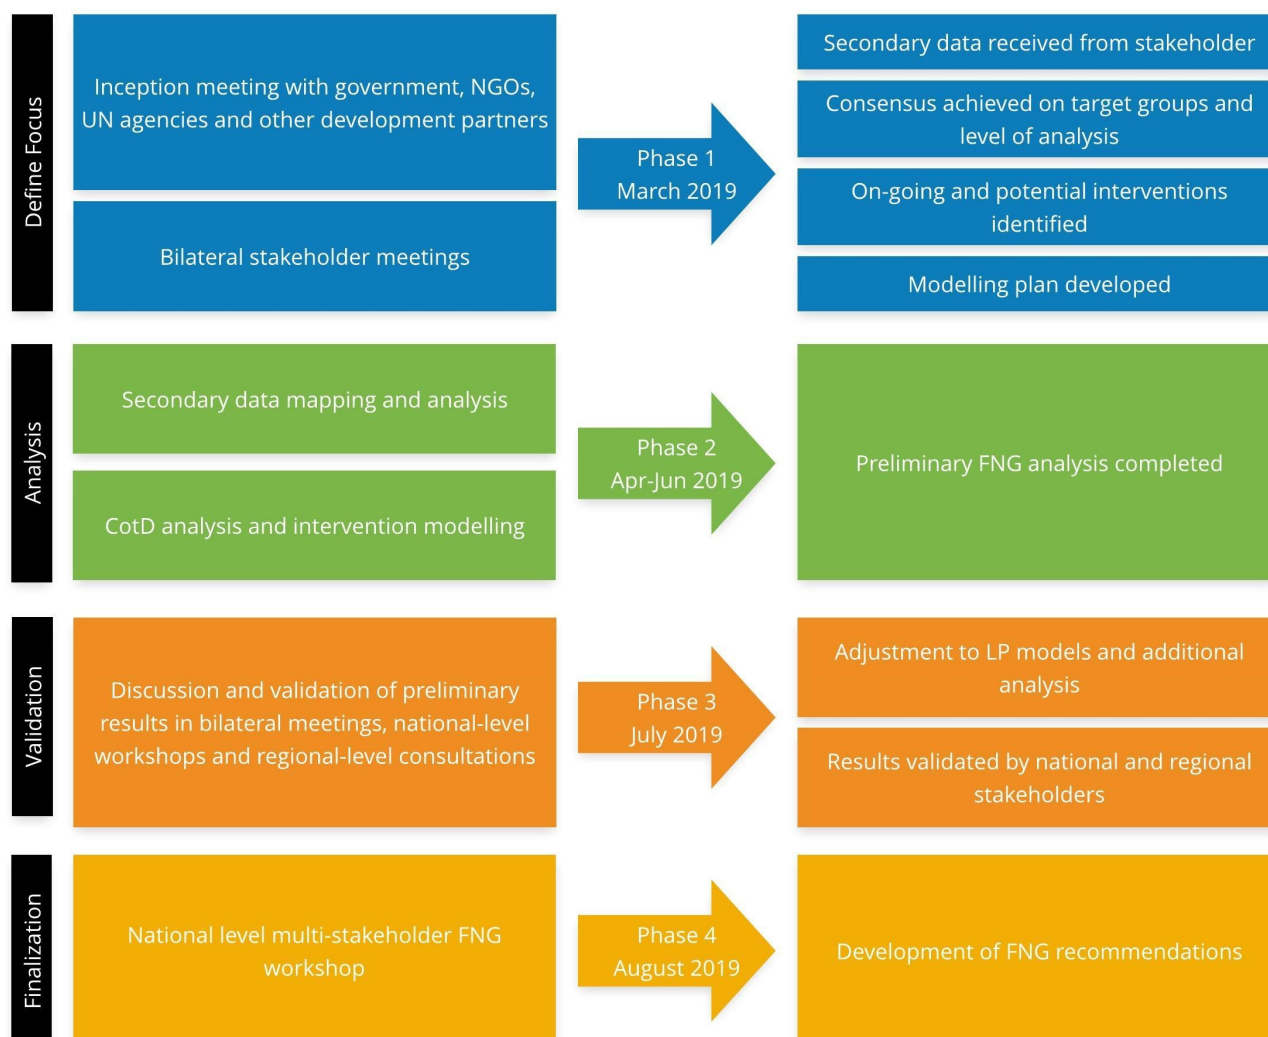 Define Focus
Inception meeting with government, NGOs,
UN agencies and other development partners
Bilateral stakeholder meetings
Phase 1
March 2019
Secondary data received from stakeholder
Consensus achieved on target groups and
level of analysis
On-going and potential interventions
identified
Modelling plan developed
Analysis
Secondary data mapping and analysis
CotD analysis and intervention modelling
Phase 2
Apr-Jun 2019
Preliminary FNG analysis completed
Validation
Discussion and validation of preliminary
results in bilateral meetings, national-level
workshops and regional-level consultations
Phase 3
July 2019
Adjustment to LP models and additional
analysis
Results validated by national and regional
stakeholders
Finalization
National level multi-stakeholder FNG
workshop
Phase 4
August 2019
Development of FNG recommendations